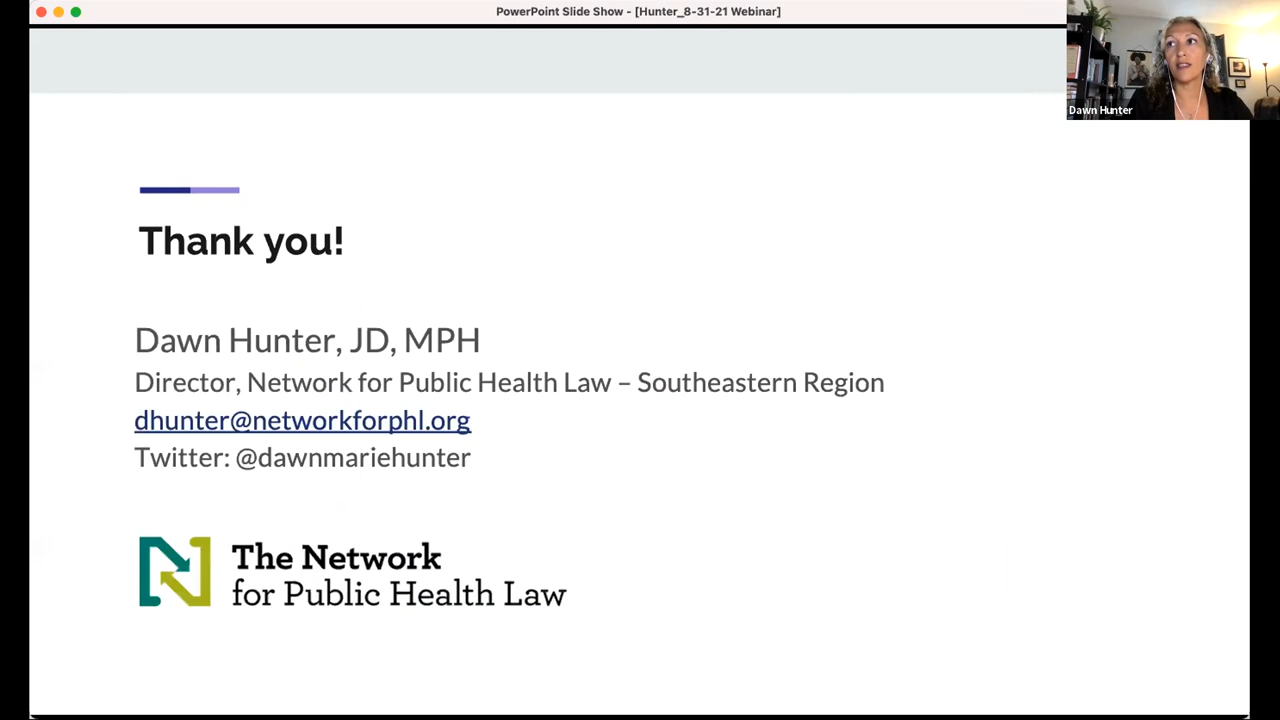 PowerPoint Slide Show - [Hunter_8-31-21 Webinar]
Dawn Hunter
Thank you!
Dawn Hunter, JD, MPH
Director, Network for Public Health Law – Southeastern Region
dhunter@networkforphl.org
Twitter: @dawnmariehunter
The Network
for Public Health Law